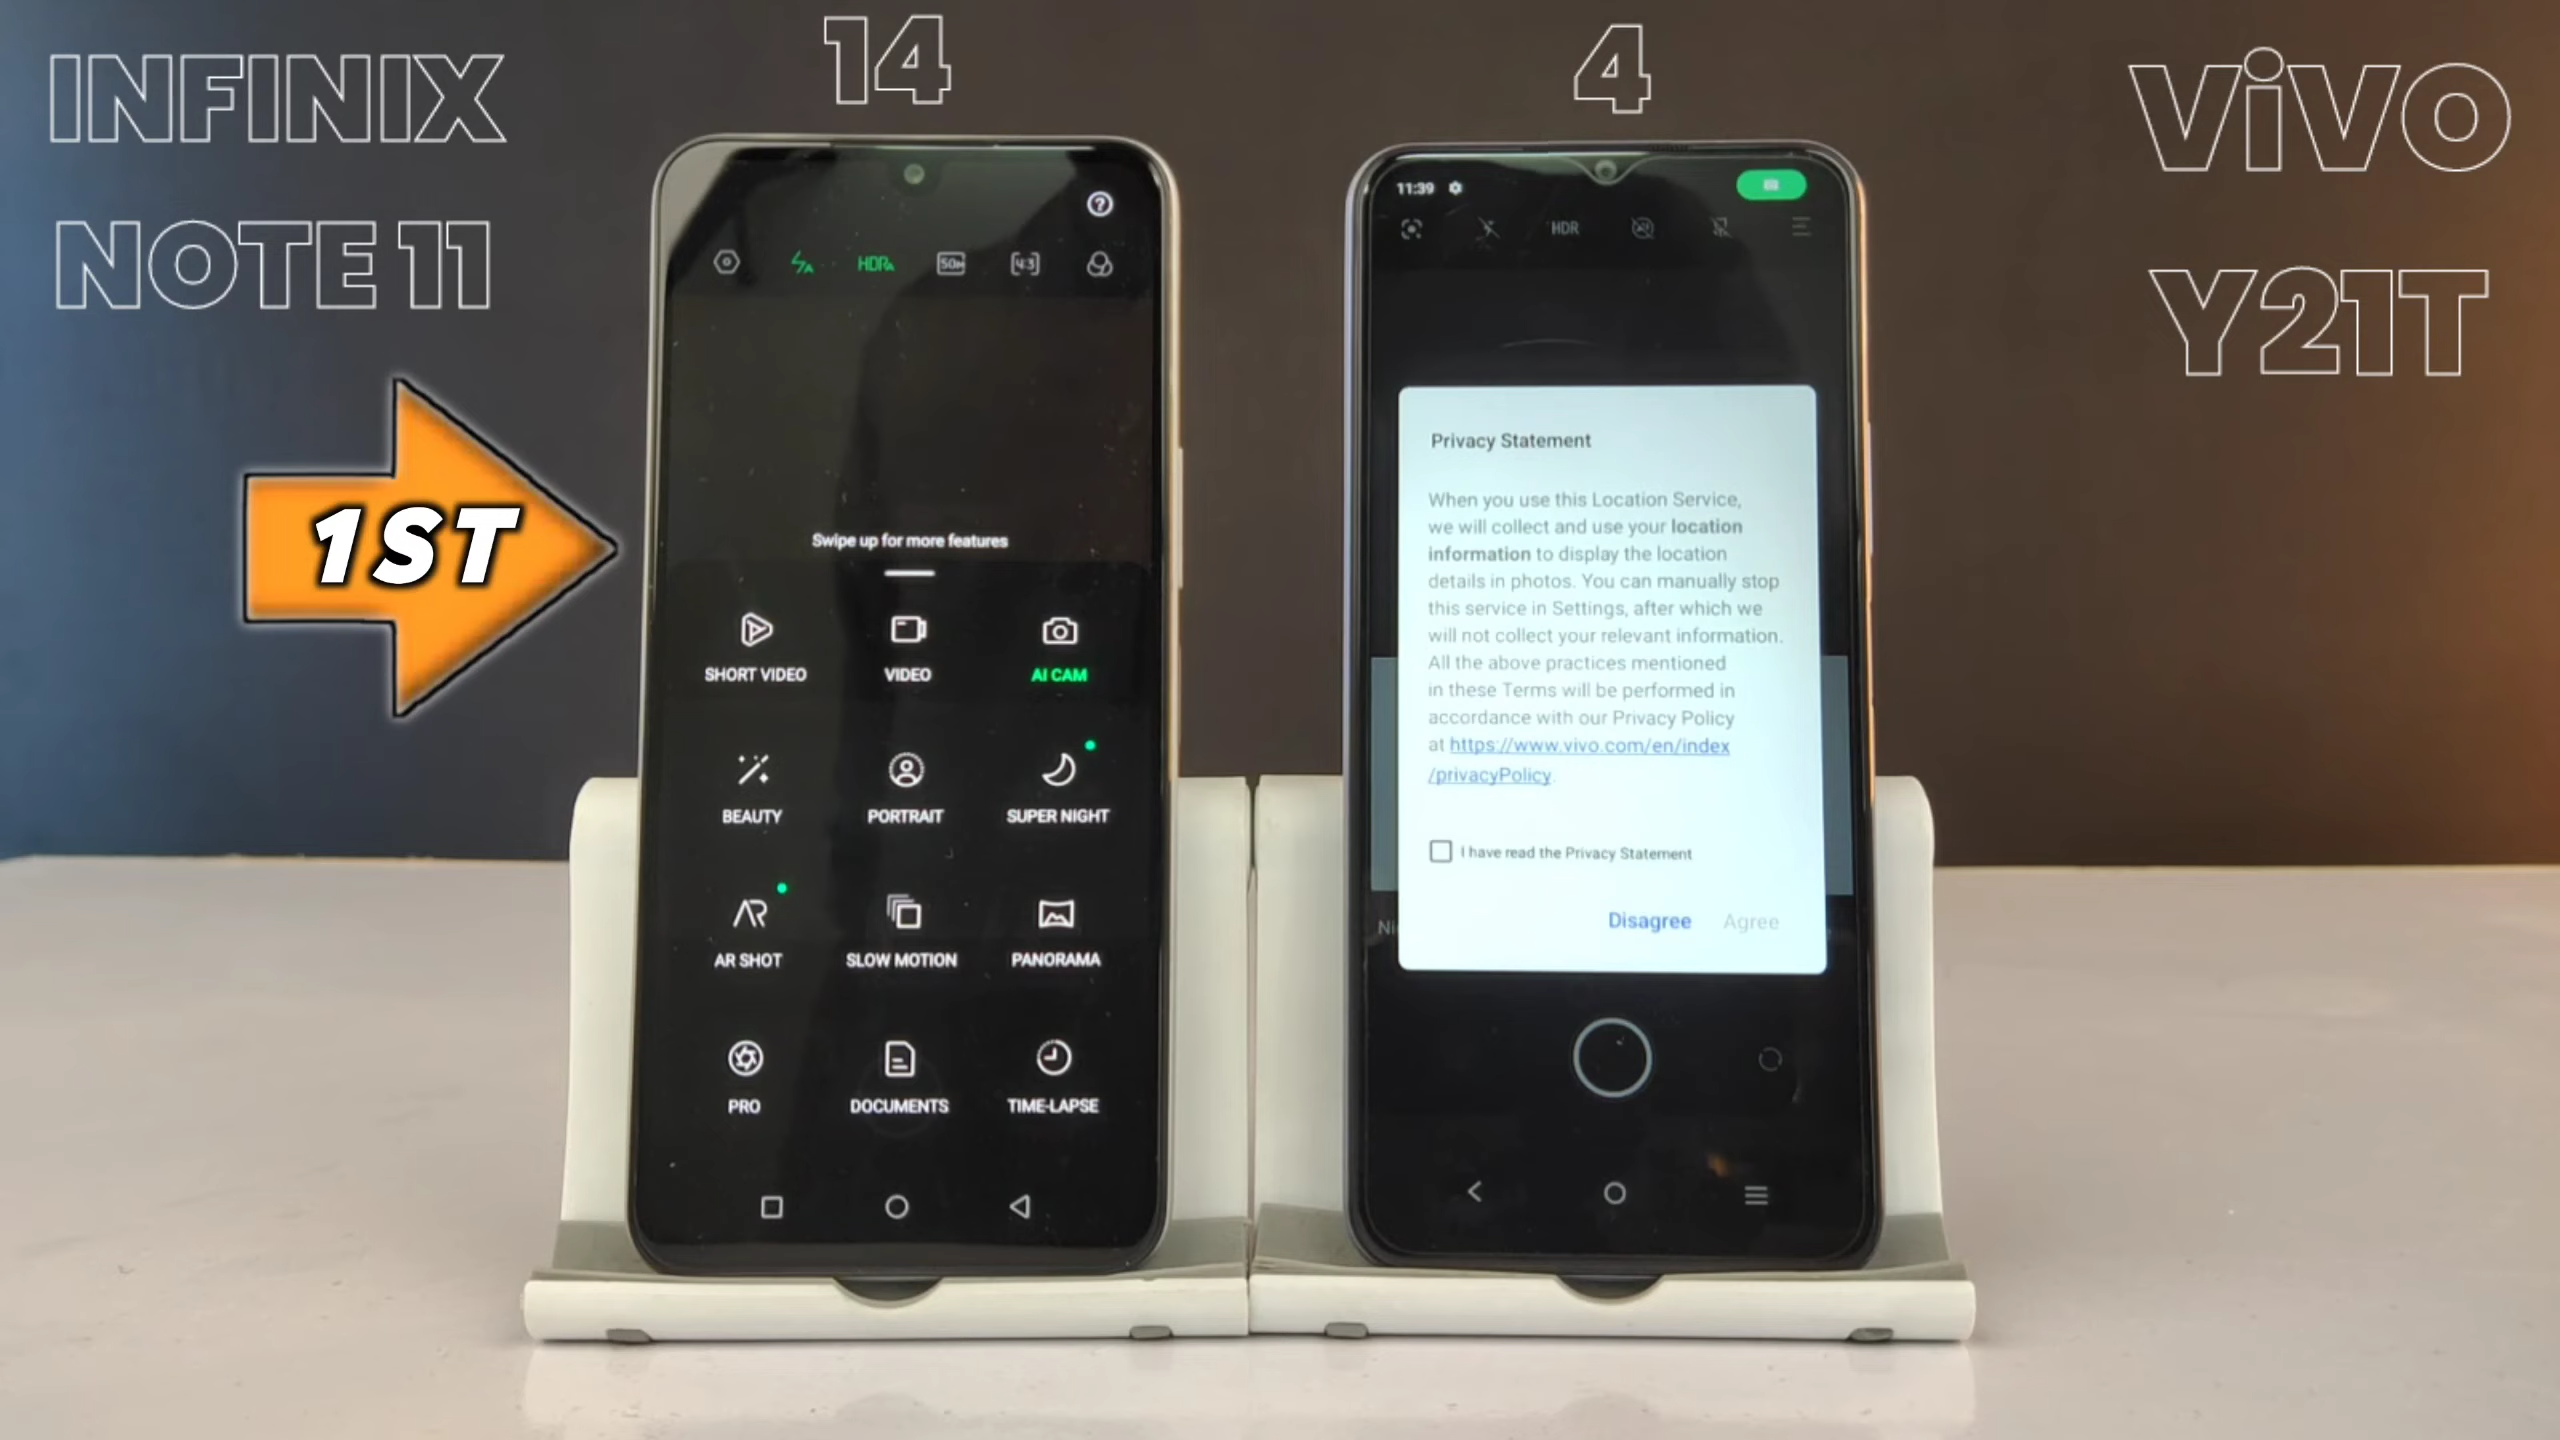 INFINIX
NOTE 11
14
4
ViVO
Y21T
1ST
HDRA
50M
4:3
Swipe up for more features
SHORT VIDEO
VIDEO
AI CAM
BEAUTY
PORTRAIT
SUPER NIGHT
AR SHOT
SLOW MOTION
PANORAMA
PRO
DOCUMENTS
TIME-LAPSE
11:39
HDR
Privacy Statement
When you use this Location Service,
we will collect and use your location
information to display the location
details in photos. You can manually stop
this service in Settings, after which we
will not collect your relevant information.
All the above practices mentioned
in these Terms will be performed in
accordance with our Privacy Policy
at https://www.vivo.com/en/index
/privacyPolicy.
I have read the Privacy Statement
Disagree
Agree